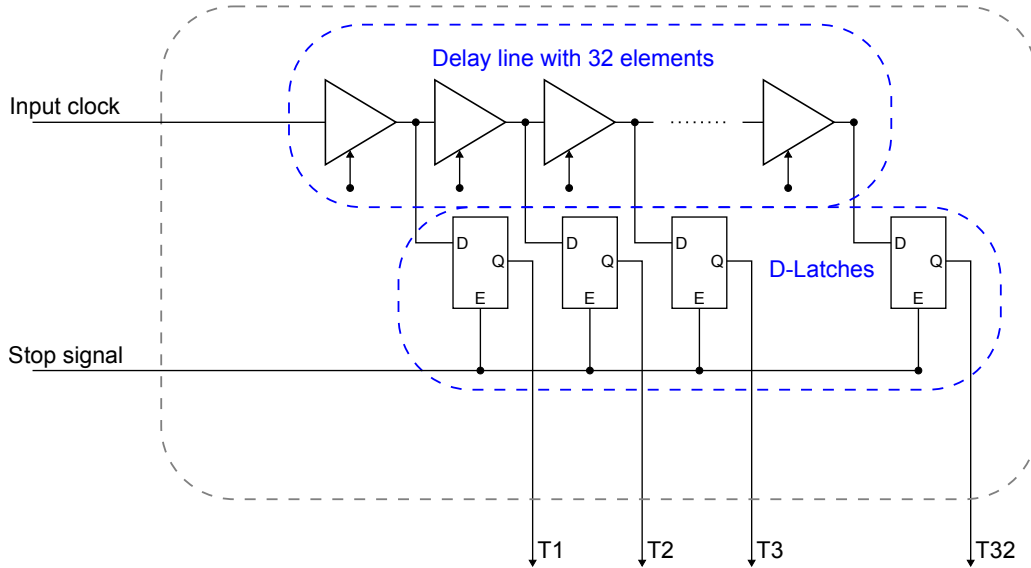 Delay line with 32 elements
Input clock
D
Q
E
D
Q
E
D
Q
E
D-Latches
D
Q
E
Stop signal
T1
T2
T3
T32